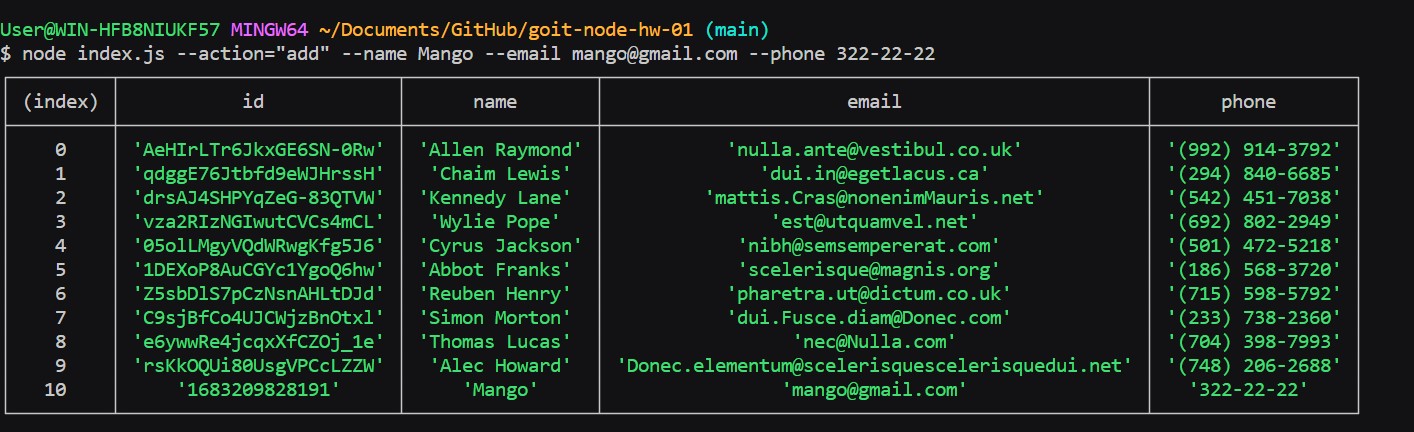 User@WIN-HFB8NIUKF57 MINGW64 ~/Documents/GitHub/goit-node-hw-01 (main)
$ node index.js --action="add" --name Mango --email mango@gmail.com --phone 322-22-22
(index) id name email phone
0 'AeHIrLTr6JkxGE6SN-0Rw' 'Allen Raymond' 'nulla.ante@vestibul.co.uk' '(992) 914-3792'
1 'qdggE76Jtbfd9eWJHrssH' 'Chaim Lewis' 'dui.in@egetlacus.ca' '(294) 840-6685'
2 'drsAJ4SHPYqZeG-83QTVW' 'Kennedy Lane' 'mattis.Cras@nonenimMauris.net' '(542) 451-7038'
3 'vza2RIzNGIwutCVCs4mCL' 'Wylie Pope' 'est@utquamvel.net' '(692) 802-2949'
4 '05olLMgyVQdWRwgKfg5J6' 'Cyrus Jackson' 'nibh@semsempererat.com' '(501) 472-5218'
5 '1DEXoP8AuCGYc1YgoQ6hw' 'Abbot Franks' 'scelerisque@magnis.org' '(186) 568-3720'
6 'Z5sbDlS7pCzNsnAHLtDJd' 'Reuben Henry' 'pharetra.ut@dictum.co.uk' '(715) 598-5792'
7 'C9sjBfCo4UJCWjzBnOtxl' 'Simon Morton' 'dui.Fusce.diam@Donec.com' '(233) 738-2360'
8 'e6ywwRe4jcqxXfCZOj_1e' 'Thomas Lucas' 'nec@Nulla.com' '(704) 398-7993'
9 'rsKkOQUi80UsgVPCcLZZW' 'Alec Howard' 'Donec.elementum@scelerisquescelerisquedui.net' '(748) 206-2688'
10 '1683209828191' 'Mango' 'mango@gmail.com' '322-22-22'